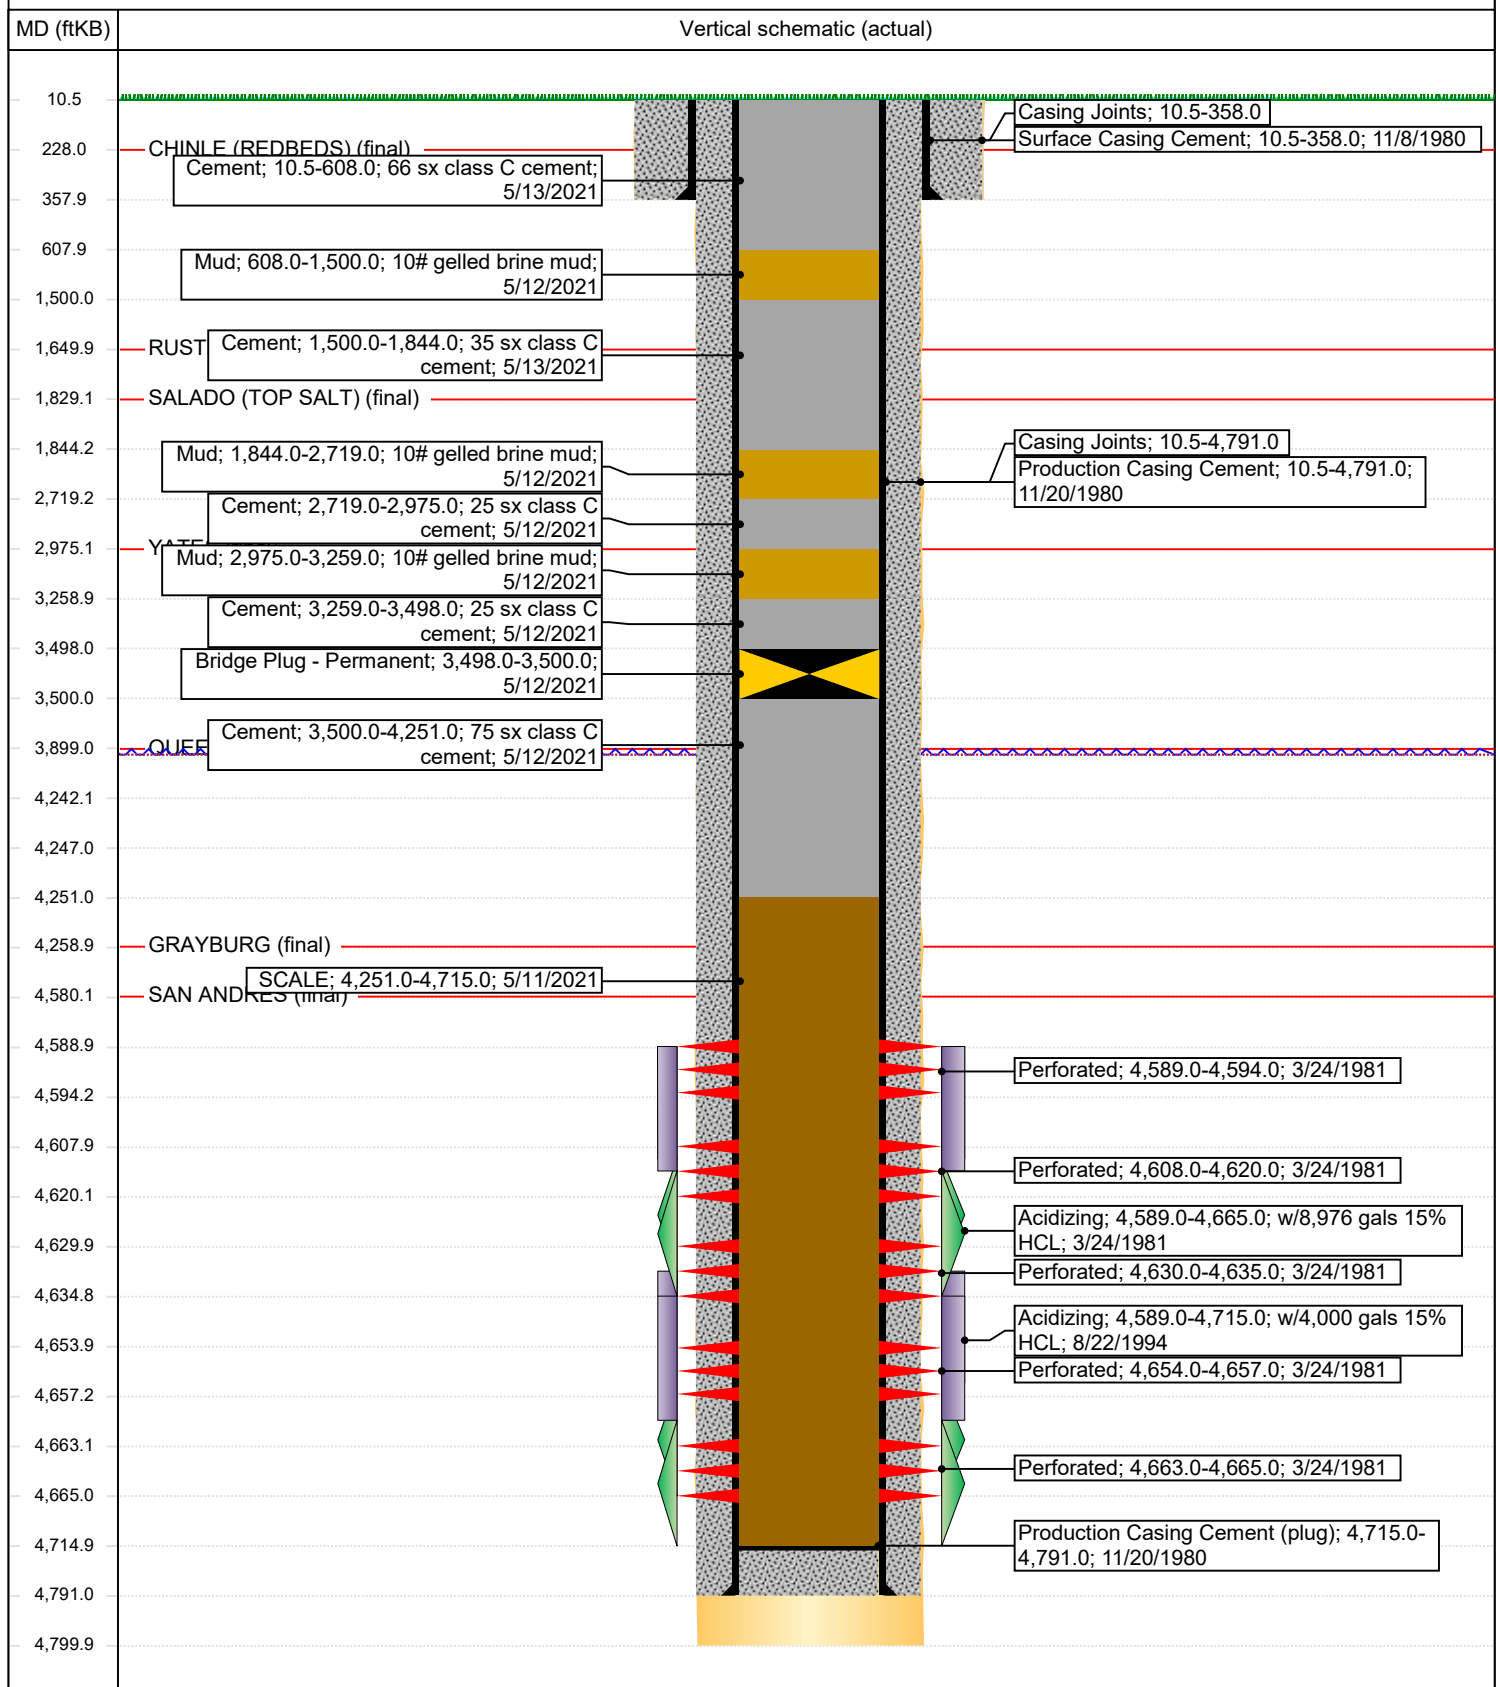 MD (ftKB)
Vertical schematic (actual)
10.5
228.0
357.9
607.9
1,500.0
1,649.9
1,829.1
1,844.2
2,719.2
2,975.1
3,258.9
3,498.0
3,500.0
3,899.0
4,242.1
4,247.0
4,251.0
4,258.9
4,580.1
4,588.9
4,594.2
4,607.9
4,620.1
4,629.9
4,634.8
4,653.9
4,657.2
4,663.1
4,665.0
4,714.9
4,791.0
4,799.9
CHINLE (REDBEDS) (final)
Cement; 10.5-608.0; 66 sx class C cement;
5/13/2021
Mud; 608.0-1,500.0; 10# gelled brine mud;
5/12/2021
RUST
Cement; 1,500.0-1,844.0; 35 sx class C
cement; 5/13/2021
SALADO (TOP SALT) (final)
Mud; 1,844.0-2,719.0; 10# gelled brine mud;
5/12/2021
Cement; 2,719.0-2,975.0; 25 sx class C
cement; 5/12/2021
Mud; 2,975.0-3,259.0; 10# gelled brine mud;
5/12/2021
Cement; 3,259.0-3,498.0; 25 sx class C
cement; 5/12/2021
Bridge Plug - Permanent; 3,498.0-3,500.0;
5/12/2021
Cement; 3,500.0-4,251.0; 75 sx class C
cement; 5/12/2021
GRAYBURG (final)
SCALE; 4,251.0-4,715.0; 5/11/2021
SAN ANDRES (final)
Casing Joints; 10.5-358.0
Surface Casing Cement; 10.5-358.0; 11/8/1980
Casing Joints; 10.5-4,791.0
Production Casing Cement; 10.5-4,791.0;
11/20/1980
Perforated; 4,589.0-4,594.0; 3/24/1981
Perforated; 4,608.0-4,620.0; 3/24/1981
Acidizing; 4,589.0-4,665.0; w/8,976 gals 15%
HCL; 3/24/1981
Perforated; 4,630.0-4,635.0; 3/24/1981
Acidizing; 4,589.0-4,715.0; w/4,000 gals 15%
HCL; 8/22/1994
Perforated; 4,654.0-4,657.0; 3/24/1981
Perforated; 4,663.0-4,665.0; 3/24/1981
Production Casing Cement (plug); 4,715.0-
4,791.0; 11/20/1980